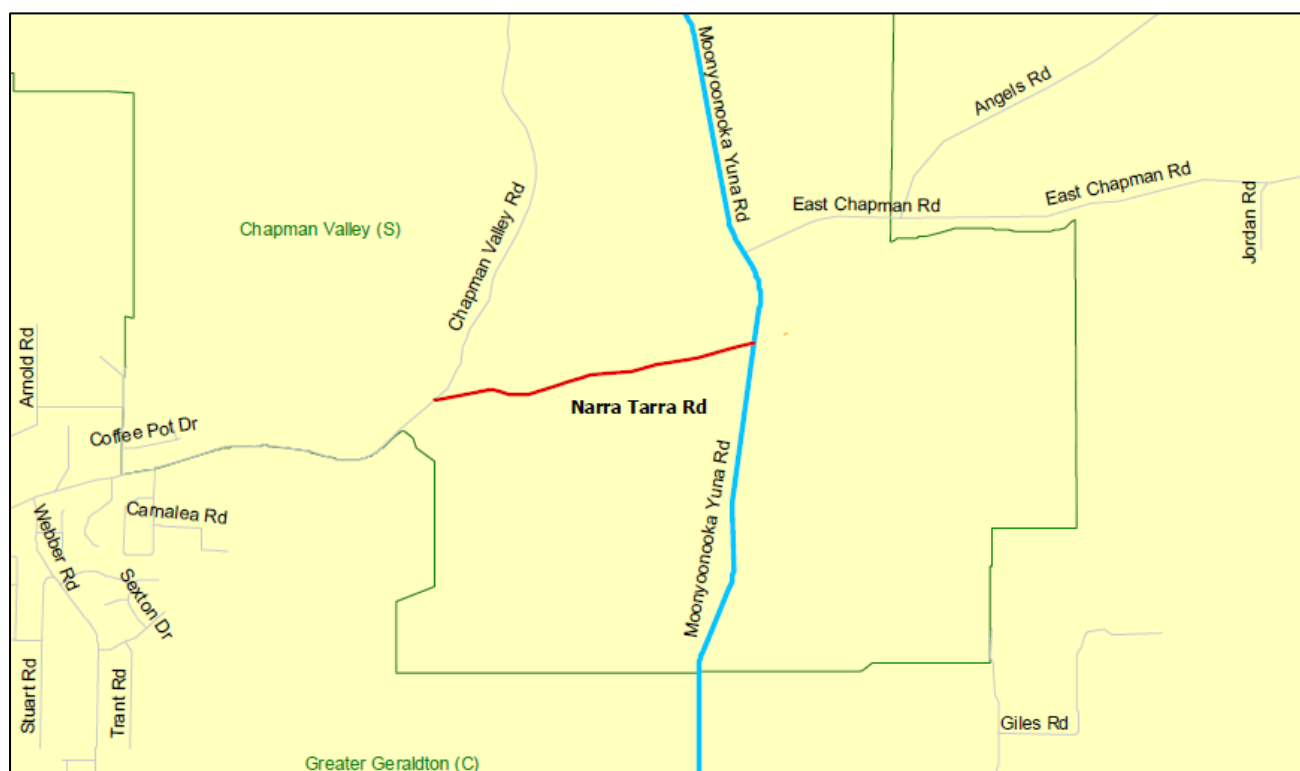 Moonyoonooka Yuna Rd
Angels Rd
East Chapman Rd
East Chapman Rd
Jordan Rd
Chapman Valley (S)
Chapman Valley Rd
Arnold Rd
Narra Tarra Rd
Coffee Pot Dr
Moonyoonooka Yuna Rd
Camalea Rd
Webber Rd
Sexton Dr
Stuart Rd
Trant Rd
Giles Rd
Greater Geraldton (C)